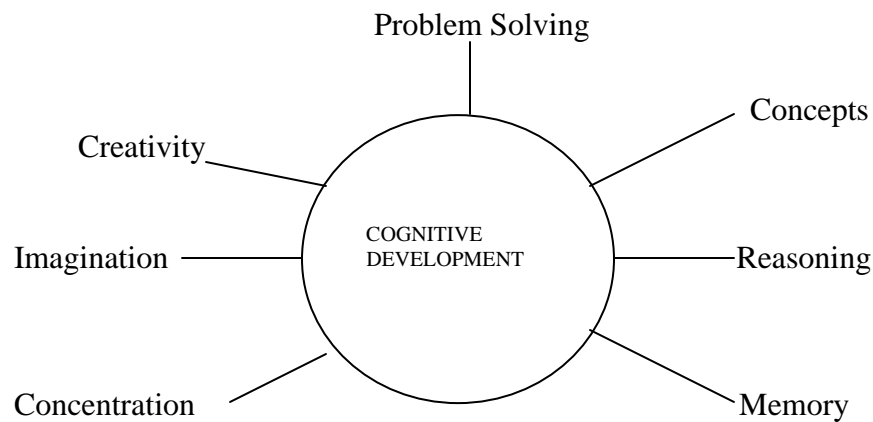 Problem Solving
Concepts
Creativity
COGNITIVE
DEVELOPMENT
Imagination
Reasoning
Concentration
Memory